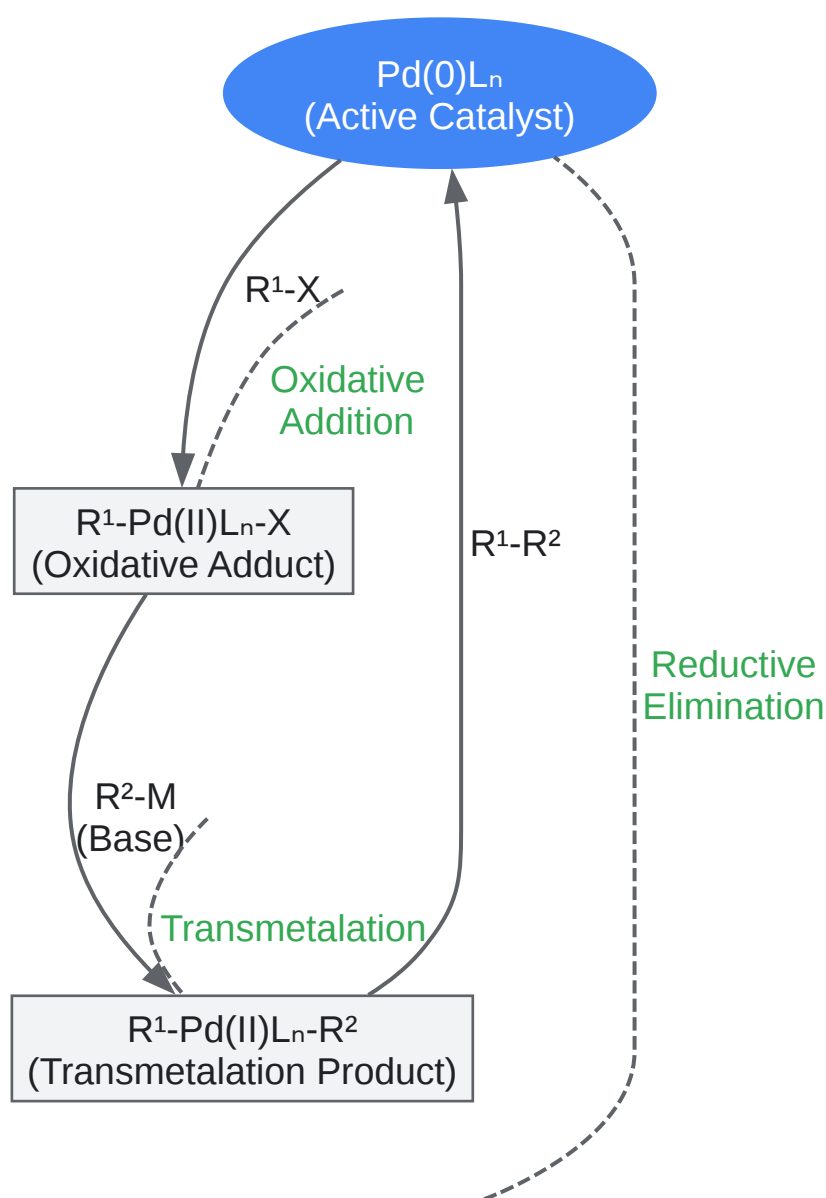 Pd(0)Lₙ
(Active Catalyst)
R¹-X
Oxidative
Addition
R¹-Pd(II)Lₙ-X
(Oxidative Adduct)
R¹-R²
Reductive
Elimination
R²-M
(Base)
Transmetalation
R¹-Pd(II)Lₙ-R²
(Transmetalation Product)